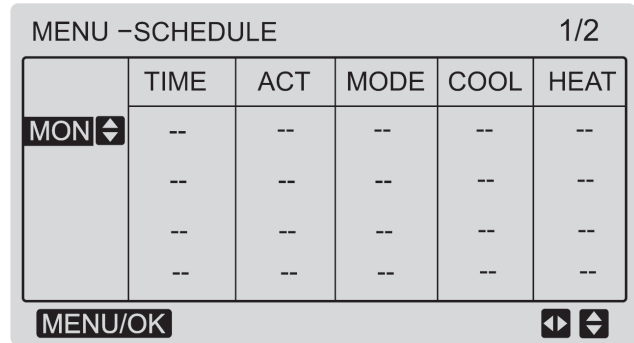 MENU –SCHEDULE 1/2
TIME ACT MODE COOL HEAT
MON -- -- -- -- --
-- -- -- -- --
-- -- -- -- --
-- -- -- -- --
MENU/OK